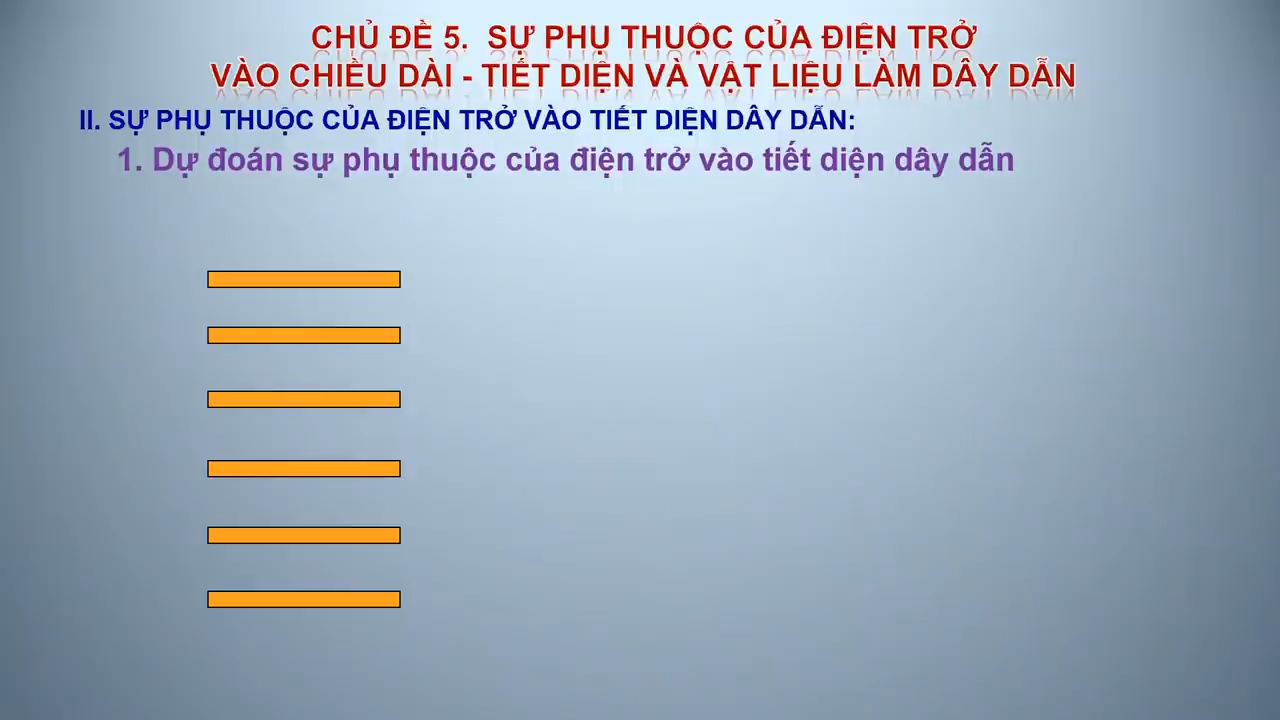 CHỦ ĐỀ 5.  SỰ PHỤ THUỘC CỦA ĐIỆN TRỞ
VÀO CHIỀU DÀI - TIẾT DIỆN VÀ VẬT LIỆU LÀM DÂY DẪN
II. SỰ PHỤ THUỘC CỦA ĐIỆN TRỞ VÀO TIẾT DIỆN DÂY DẪN:
1. Dự đoán sự phụ thuộc của điện trở vào tiết diện dây dẫn